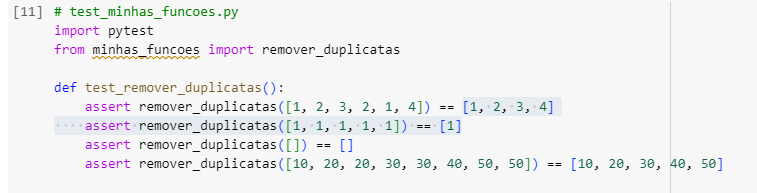 [11] # test_minhas_funcoes.py
import pytest
from minhas_funcoes import remover_duplicatas
def test_remover_duplicatas():
assert remover_duplicatas([1, 2, 3, 2, 1, 4]) == [1, 2, 3, 4]
assert remover_duplicatas([1, 1, 1, 1, 1]) == [1]
assert remover_duplicatas([]) == []
assert remover_duplicatas([10, 20, 20, 30, 30, 40, 50, 50]) == [10, 20, 30, 40, 50]